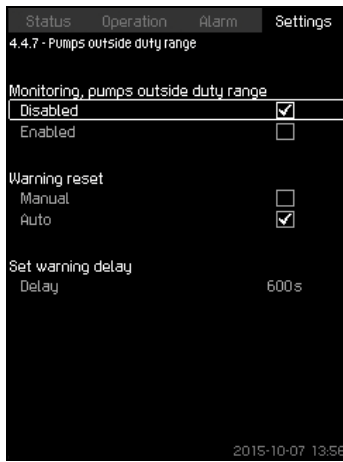 Status Operation Alarm Settings
4.4.7 - Pumps outside duty range
Monitoring, pumps outside duty range
Disabled
Enabled
Warning reset
Manual
Auto
Set warning delay
Delay 600s
2015-10-07 13:56